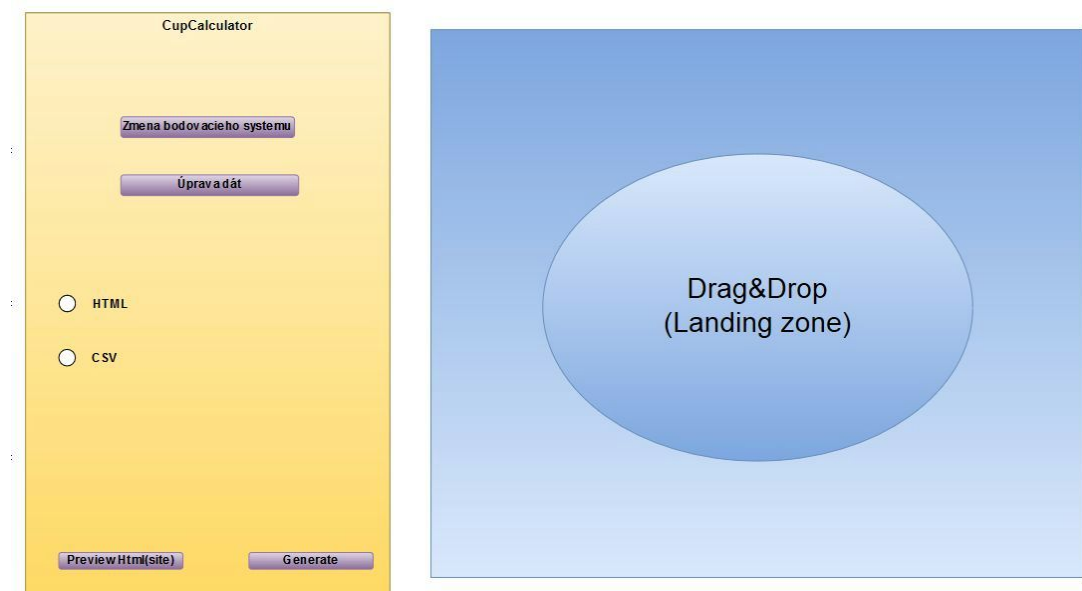 CupCalculator
Zmena bodovacieho systemu
Úprava dát
HTML
CSV
Preview Html(site)
Generate
Drag&Drop
(Landing zone)